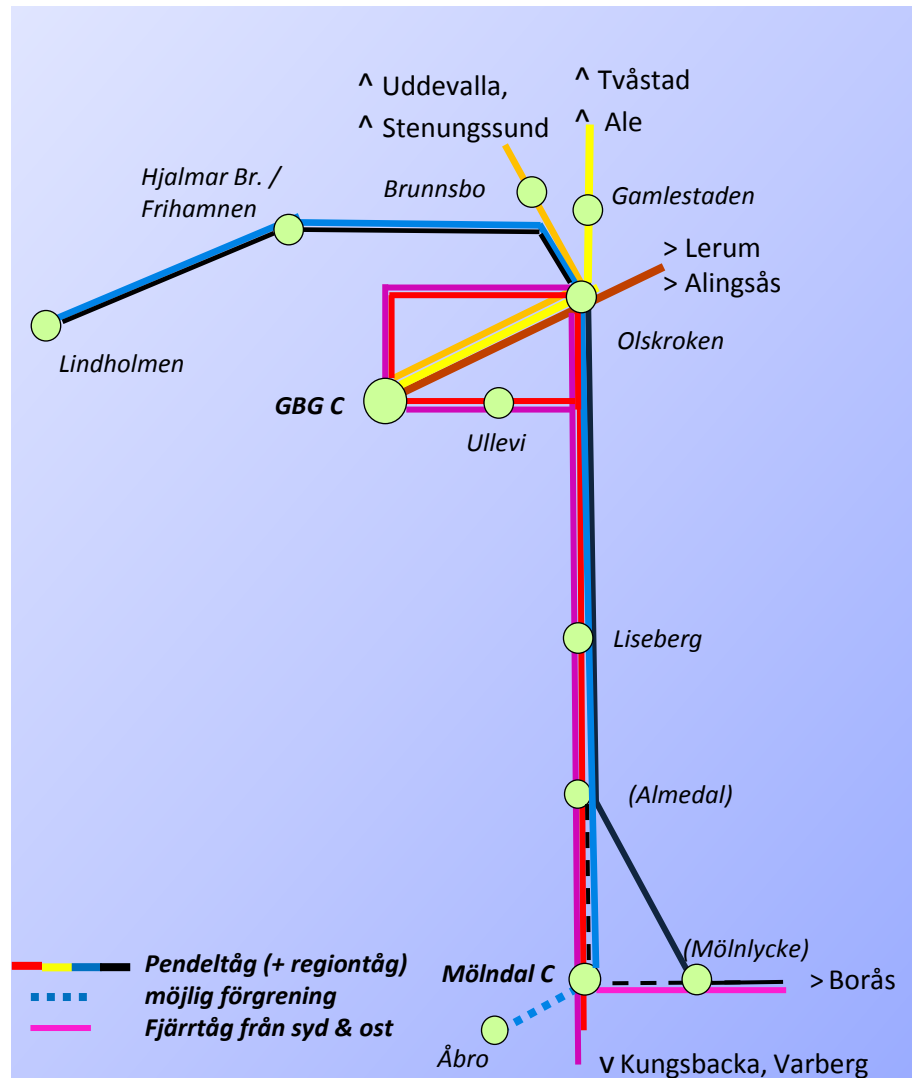 ^ Uddevalla,
^ Stenungssund
^ Tvåstad
^ Ale
Hjalmar Br. /
Frihamnen
Brunnsbo
Gamlestaden
> Lerum
> Alingsås
Lindholmen
Olskroken
GBG C
Ullevi
Liseberg
(Almedal)
(Mölnlycke)
Mölndal C
> Borås
Pendeltåg (+ regiontåg)
möjlig förgrening
Fjärrtåg från syd & ost
Åbro
v Kungsbacka, Varberg